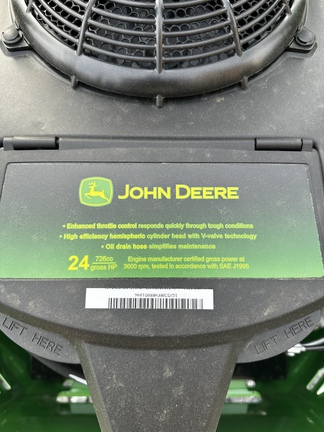 JOHN DEERE
• Enhanced throttle control responds quickly through tough conditions
• High efficiency hemispheric cylinder head with V-valve technology
• Oil drain hose simplifies maintenance
24 726cc gross HP
Engine manufacturer certified gross power at
3600 rpm, tested in accordance with SAE J1995
LIFT HERE
LIFT HERE